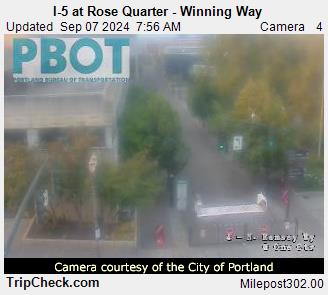 I-5 at Rose Quarter - Winning Way
Updated Sep 07 2024 7:56 AM Camera 4
PBOT
PORTLAND BUREAU OF TRANSPORTATION
Camera courtesy of the City of Portland
TripCheck.com Milepost302.00